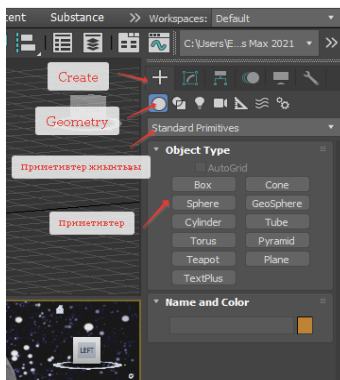 cent Substance >> Workspaces: Default
C:\Users\E...s Max 2021
Create
Geometry
Standard Primitives
Приметивтер жиынтығы
Object Type
AutoGrid
Box Cone
Sphere GeoSphere
Приметивтер
Cylinder Tube
Torus Pyramid
Teapot Plane
TextPlus
Name and Color
LEFT